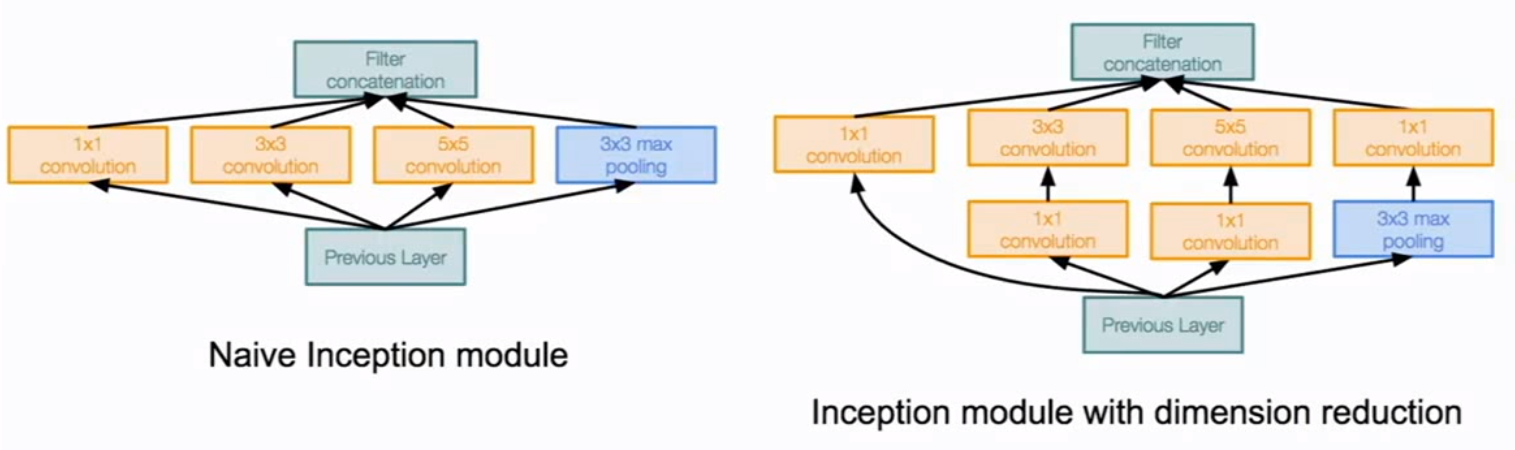 Filter
concatenation
1x1
convolution
3x3
convolution
5x5
convolution
3x3 max
pooling
Previous Layer
Naive Inception module
Filter
concatenation
1x1
convolution
3x3
convolution
5x5
convolution
1x1
convolution
1x1
convolution
1x1
convolution
3x3 max
pooling
Previous Layer
Inception module with dimension reduction